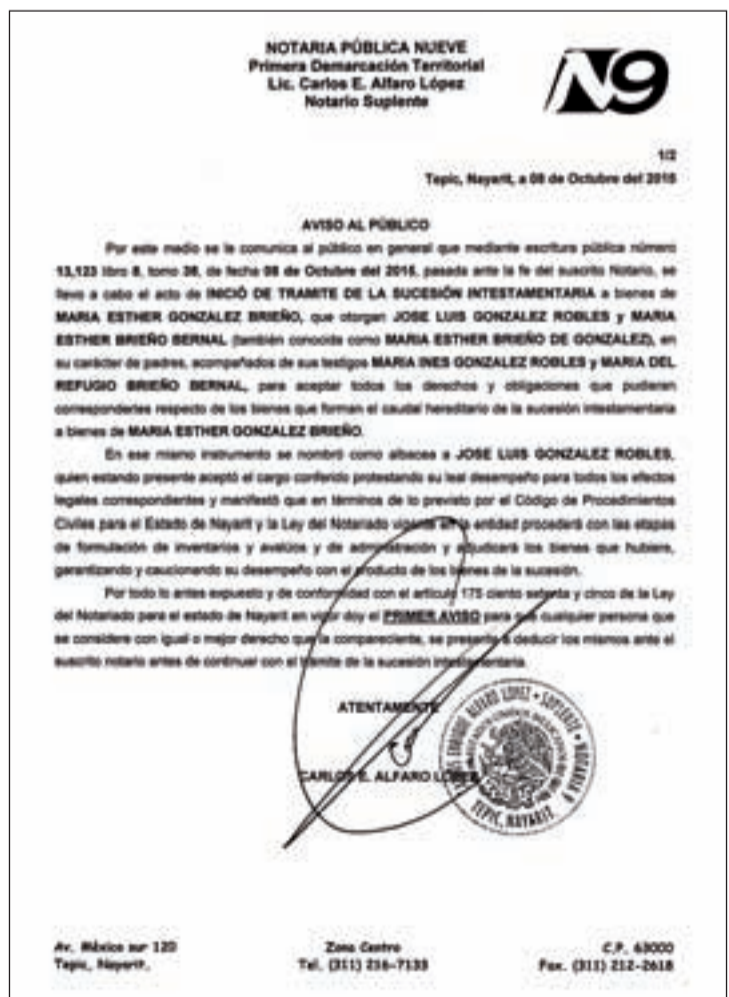 NOTARIA PÚBLICA NUEVE
Primera Demarcación Territorial
Lic. Carlos E. Alfaro López
Notario Suplente
N9
1/2
Tepic, Nayarit, a 08 de Octubre del 2015
AVISO AL PÚBLICO
Por este medio se le comunica al público en general que mediante escritura pública número
13,123 libro 8, tomo 38, de fecha 08 de Octubre del 2015, pasada ante la fe del suscrito Notario, se
llevo a cabo el acto de INICIÓ DE TRAMITE DE LA SUCESIÓN INTESTAMENTARIA a bienes de
MARIA ESTHER GONZALEZ BRIEÑO, que otorgan JOSE LUIS GONZALEZ ROBLES y MARIA
ESTHER BRIEÑO BERNAL (también conocida como MARIA ESTHER BRIEÑO DE GONZALEZ), en
su carácter de padres, acompañados de sus testigos MARIA INES GONZALEZ ROBLES y MARIA DEL
REFUGIO BRIEÑO BERNAL, para aceptar todos los derechos y obligaciones que pudieran
corresponderles respecto de los bienes que forman el caudal hereditario de la sucesión intestamentaria
a bienes de MARIA ESTHER GONZALEZ BRIEÑO.
En ese mismo instrumento se nombró como albacea a JOSE LUIS GONZALEZ ROBLES,
quien estando presente aceptó el cargo conferido protestando su leal desempeño para todos los efectos
legales correspondientes y manifestó que en términos de lo previsto por el Código de Procedimientos
Civiles para el Estado de Nayarit y la Ley del Notariado vigente en la entidad procederá con las etapas
de formulación de inventarios y avalúos y de administración y adjudicará los bienes que hubiere,
garantizando y caucionando su desempeño con el producto de los bienes de la sucesión.
Por todo lo antes expuesto y de conformidad con el artículo 175 ciento setenta y cinco de la Ley
del Notariado para el estado de Nayarit en vigor doy el PRIMER AVISO para que cualquier persona que
se considere con igual o mejor derecho que la compareciente, se presente a deducir los mismos ante el
suscrito notario antes de continuar con el trámite de la sucesión intestamentaria.
ATENTAMENTE
CARLOS E. ALFARO LOPEZ
ENRIQUE ALFARO LOPEZ • SUPLENTE • NOTARIA 9
TEPIC, NAYARIT
Av. México sur 120 Zona Centro C.P. 63000
Tepic, Nayarit. Tel. (311) 216-7133 Fax. (311) 212-2618